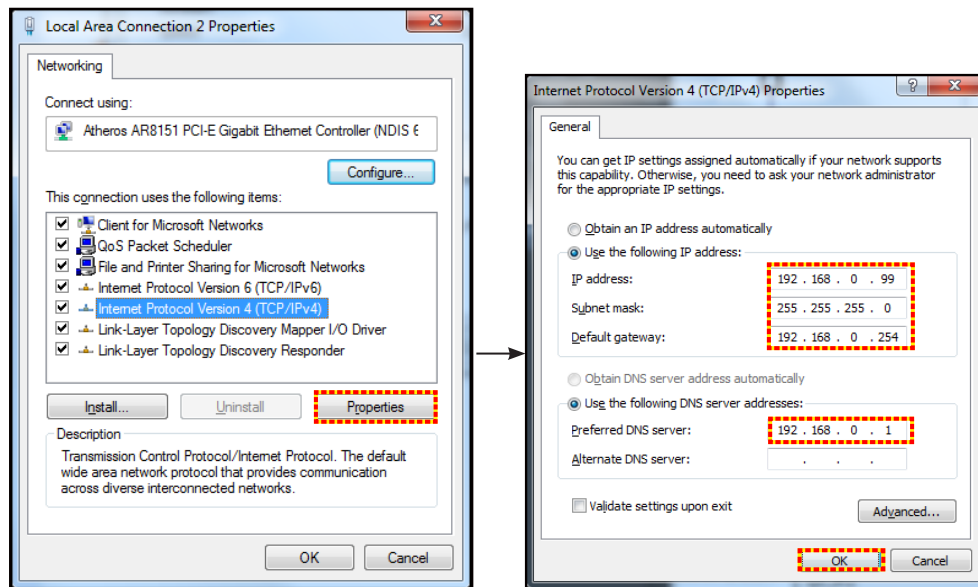 Local Area Connection 2 Properties
Networking
Connect using:
Atheros AR8151 PCI-E Gigabit Ethernet Controller (NDIS 6
Configure...
This connection uses the following items:
Client for Microsoft Networks
QoS Packet Scheduler
File and Printer Sharing for Microsoft Networks
Internet Protocol Version 6 (TCP/IPv6)
Internet Protocol Version 4 (TCP/IPv4)
Link-Layer Topology Discovery Mapper I/O Driver
Link-Layer Topology Discovery Responder
Install...
Uninstall
Properties
Description
Transmission Control Protocol/Internet Protocol. The default
wide area network protocol that provides communication
across diverse interconnected networks.
OK
Cancel
Internet Protocol Version 4 (TCP/IPv4) Properties
General
You can get IP settings assigned automatically if your network supports
this capability. Otherwise, you need to ask your network administrator
for the appropriate IP settings.
Obtain an IP address automatically
Use the following IP address:
IP address: 192 . 168 . 0 . 99
Subnet mask: 255 . 255 . 255 . 0
Default gateway: 192 . 168 . 0 . 254
Obtain DNS server address automatically
Use the following DNS server addresses:
Preferred DNS server: 192 . 168 . 0 . 1
Alternate DNS server: . . .
Validate settings upon exit
Advanced...
OK
Cancel